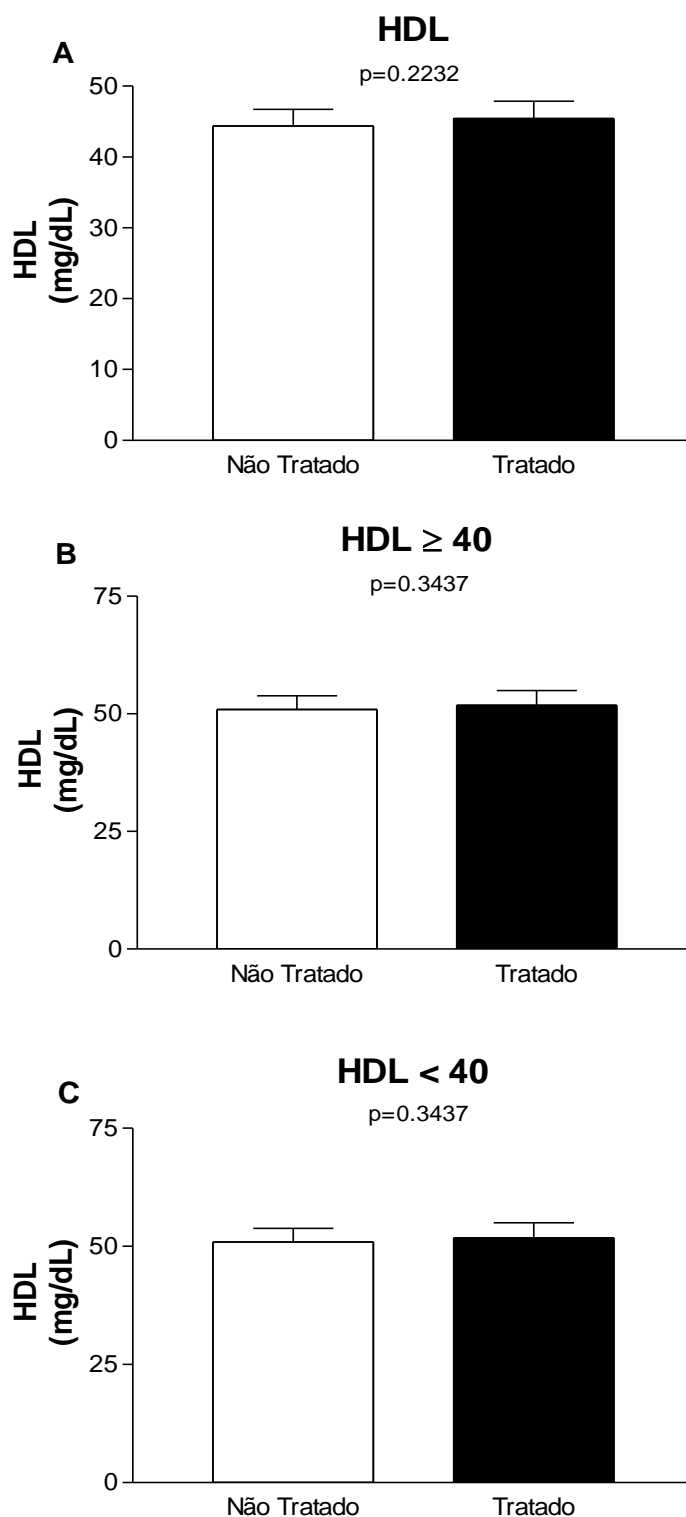 A
HDL
p=0.2232
50
40
30
20
10
0
HDL
(mg/dL)
Não Tratado
Tratado
B
HDL ≥ 40
p=0.3437
75
50
25
0
HDL
(mg/dL)
Não Tratado
Tratado
C
HDL < 40
p=0.3437
75
50
25
0
HDL
(mg/dL)
Não Tratado
Tratado